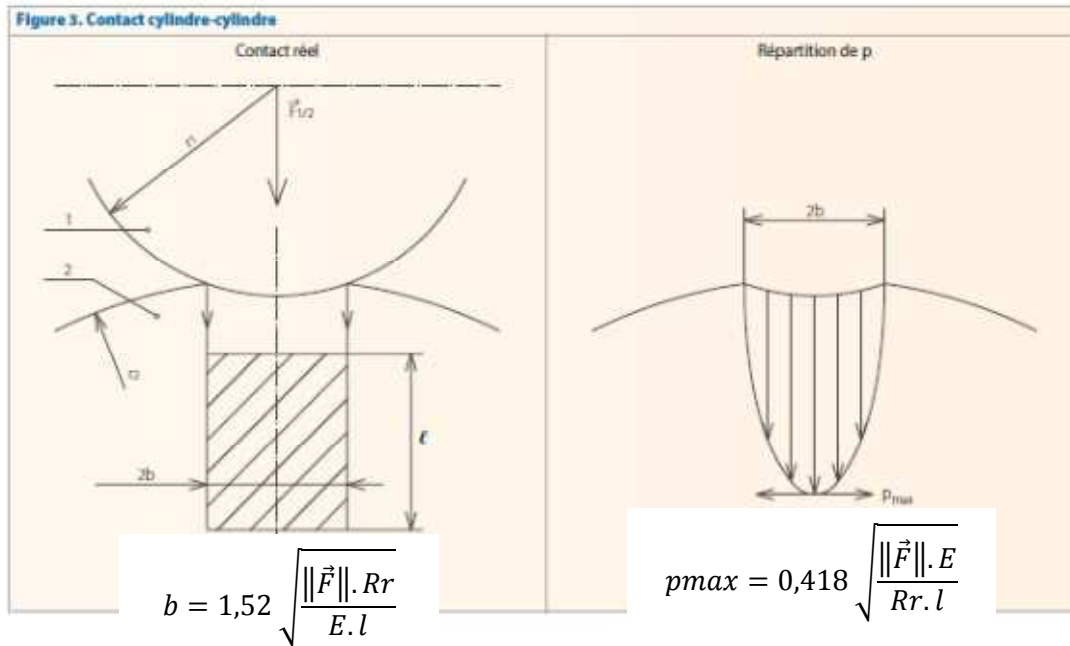 Figure 3. Contact cylindre-cylindre
Contact réel
r1
F1/2
1
2
r2
2b
ℓ
b = 1,52 √(‖F⃗‖. Rr / E. l)
Répartition de p
2b
Pmax
pmax = 0,418 √(‖F⃗‖. E / Rr. l)